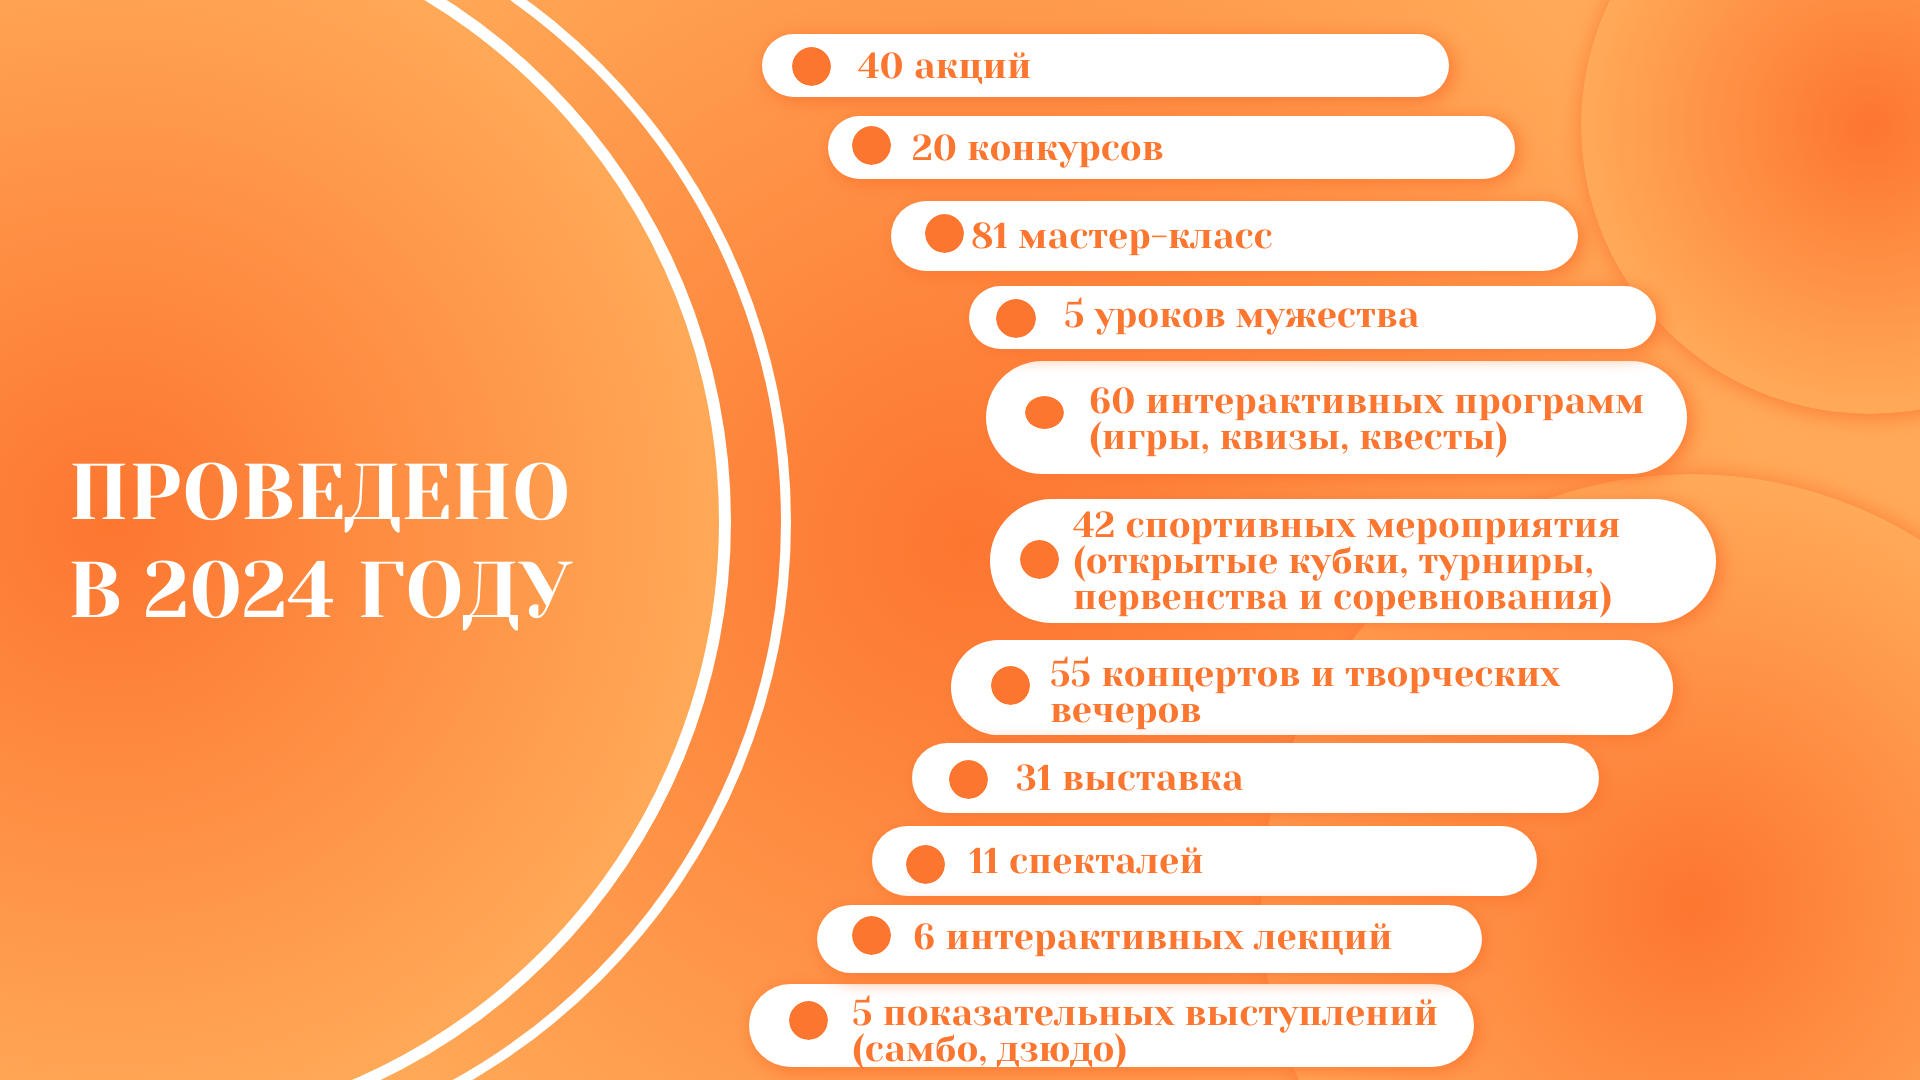 ПРОВЕДЕНО
В 2024 ГОДУ
40 акций
20 конкурсов
81 мастер-класс
5 уроков мужества
60 интерактивных программ
(игры, квизы, квесты)
42 спортивных мероприятия
(открытые кубки, турниры,
первенства и соревнования)
55 концертов и творческих
вечеров
31 выставка
11 спекталей
6 интерактивных лекций
5 показательных выступлений
(самбо, дзюдо)